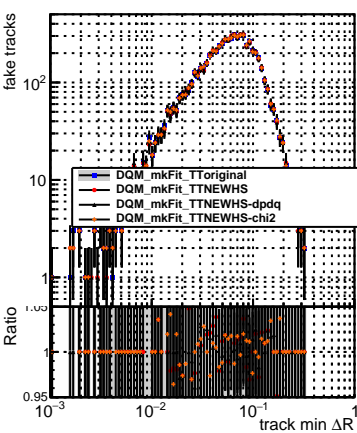 fake tracks
10²
10
1
DQM_mkFit_TToriginal
DQM_mkFit_TTNEWHS
DQM_mkFit_TTNEWHS-dpdq
DQM_mkFit_TTNEWHS-chi2
Ratio
1.05
1
0.95
10⁻³ 10⁻² 10⁻¹ 1
track min ΔR